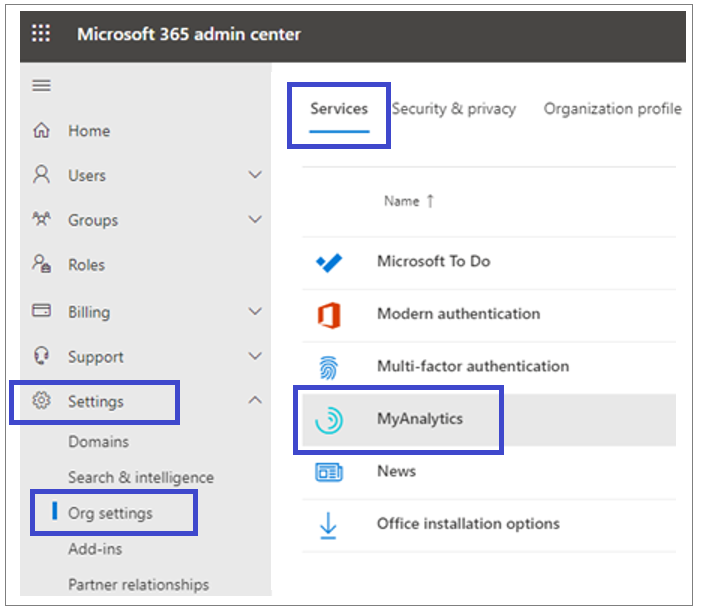 Microsoft 365 admin center
Home
Users
Groups
Roles
Billing
Support
Settings
Domains
Search & intelligence
Org settings
Add-ins
Partner relationships
Services
Security & privacy
Organization profile
Name ↑
Microsoft To Do
Modern authentication
Multi-factor authentication
MyAnalytics
News
Office installation options